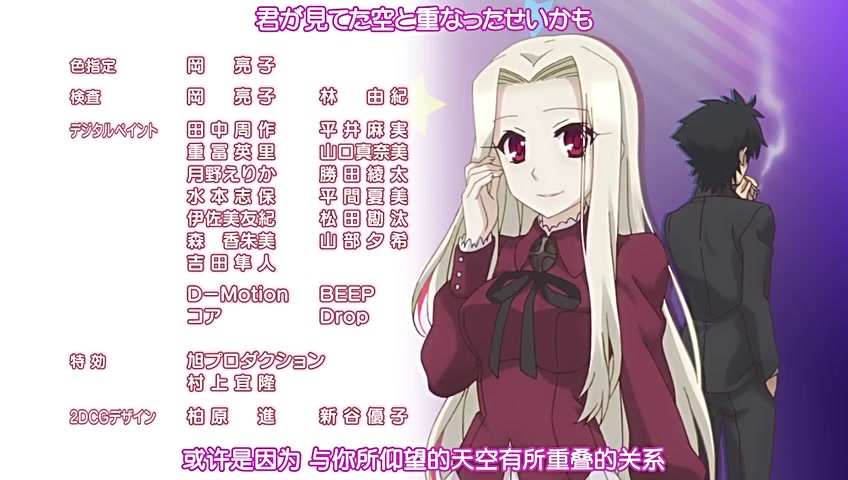 君が見てた空と重なったせいかも
色指定 岡 亮子
検査 岡 亮子 林 由紀
デジタルペイント 田中周作 平井麻実
重冨英里 山口真奈美
月野えりか 勝田綾太
水本志保 平間夏美
伊佐美友紀 松田勘汰
森 香朱美 山部夕希
吉田隼人
D-Motion BEEP
コア Drop
特効 旭プロダクション
村上宜隆
2DCGデザイン 柏原 進 新谷優子
或许是因为 与你所仰望的天空有所重叠的关系